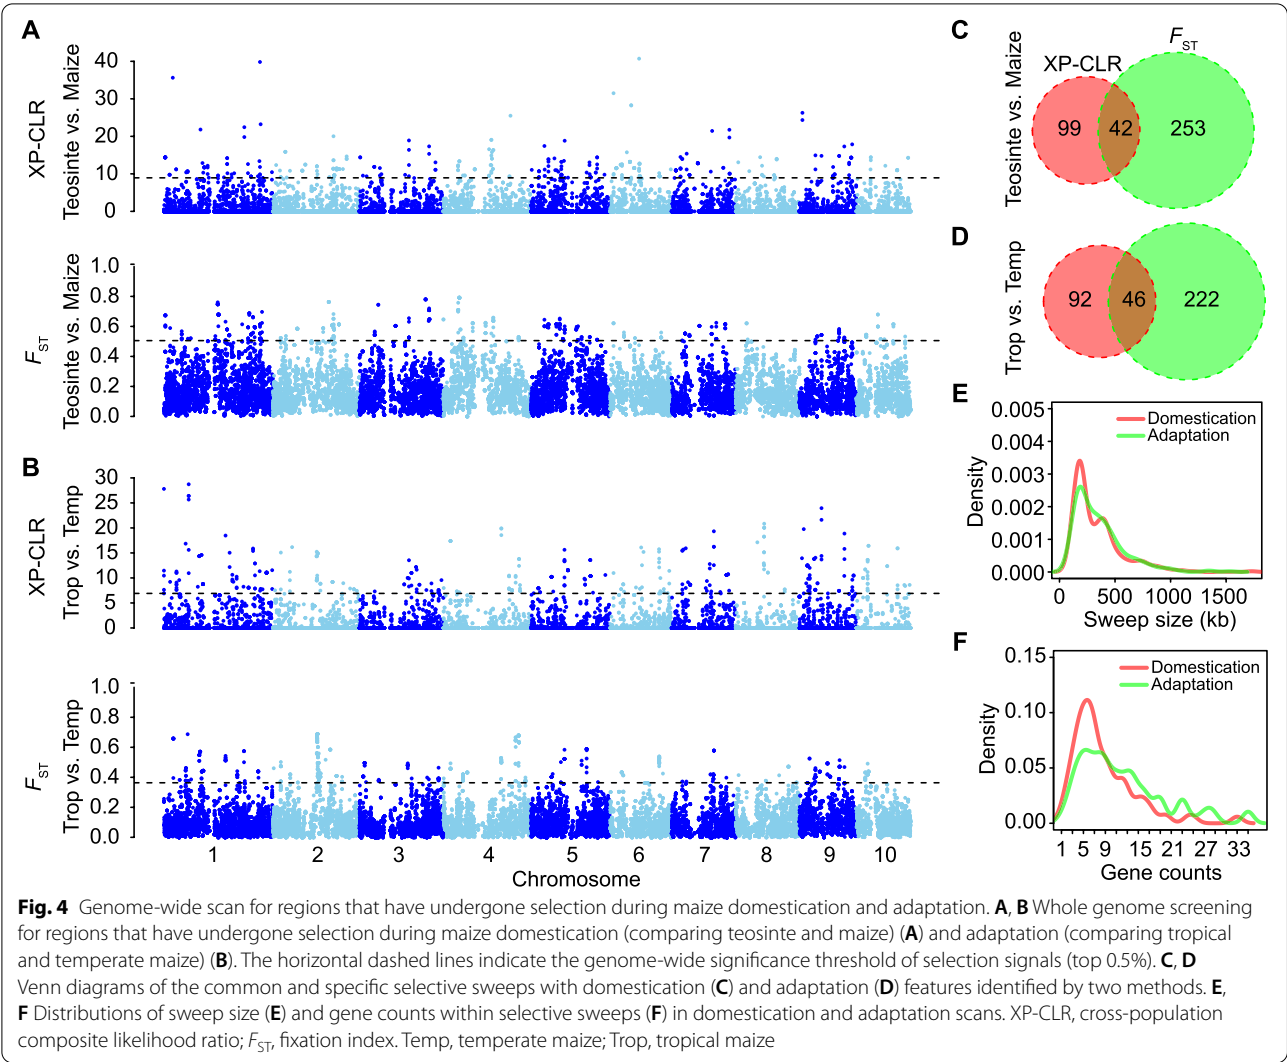 A
XP-CLR
Teosinte vs. Maize
40
30
20
10
0
FST
Teosinte vs. Maize
1.0
0.8
0.6
0.4
0.2
0.0
B
XP-CLR
Trop vs. Temp
30
25
20
15
10
5
0
FST
Trop vs. Temp
1.0
0.8
0.6
0.4
0.2
0.0
1 2 3 4 5 6 7 8 9 10
Chromosome
C
Teosinte vs. Maize
XP-CLR
FST
99 42 253
D
Trop vs. Temp
92 46 222
E
Density
0.005
0.004
0.003
0.002
0.001
0.000
Domestication
Adaptation
0 500 1000 1500
Sweep size (kb)
F
Density
0.15
0.10
0.05
0.00
Domestication
Adaptation
1 5 9 15 21 27 33
Gene counts
Fig. 4 Genome-wide scan for regions that have undergone selection during maize domestication and adaptation. A, B Whole genome screening
for regions that have undergone selection during maize domestication (comparing teosinte and maize) (A) and adaptation (comparing tropical
and temperate maize) (B). The horizontal dashed lines indicate the genome-wide significance threshold of selection signals (top 0.5%). C, D
Venn diagrams of the common and specific selective sweeps with domestication (C) and adaptation (D) features identified by two methods. E,
F Distributions of sweep size (E) and gene counts within selective sweeps (F) in domestication and adaptation scans. XP-CLR, cross-population
composite likelihood ratio; FST, fixation index. Temp, temperate maize; Trop, tropical maize